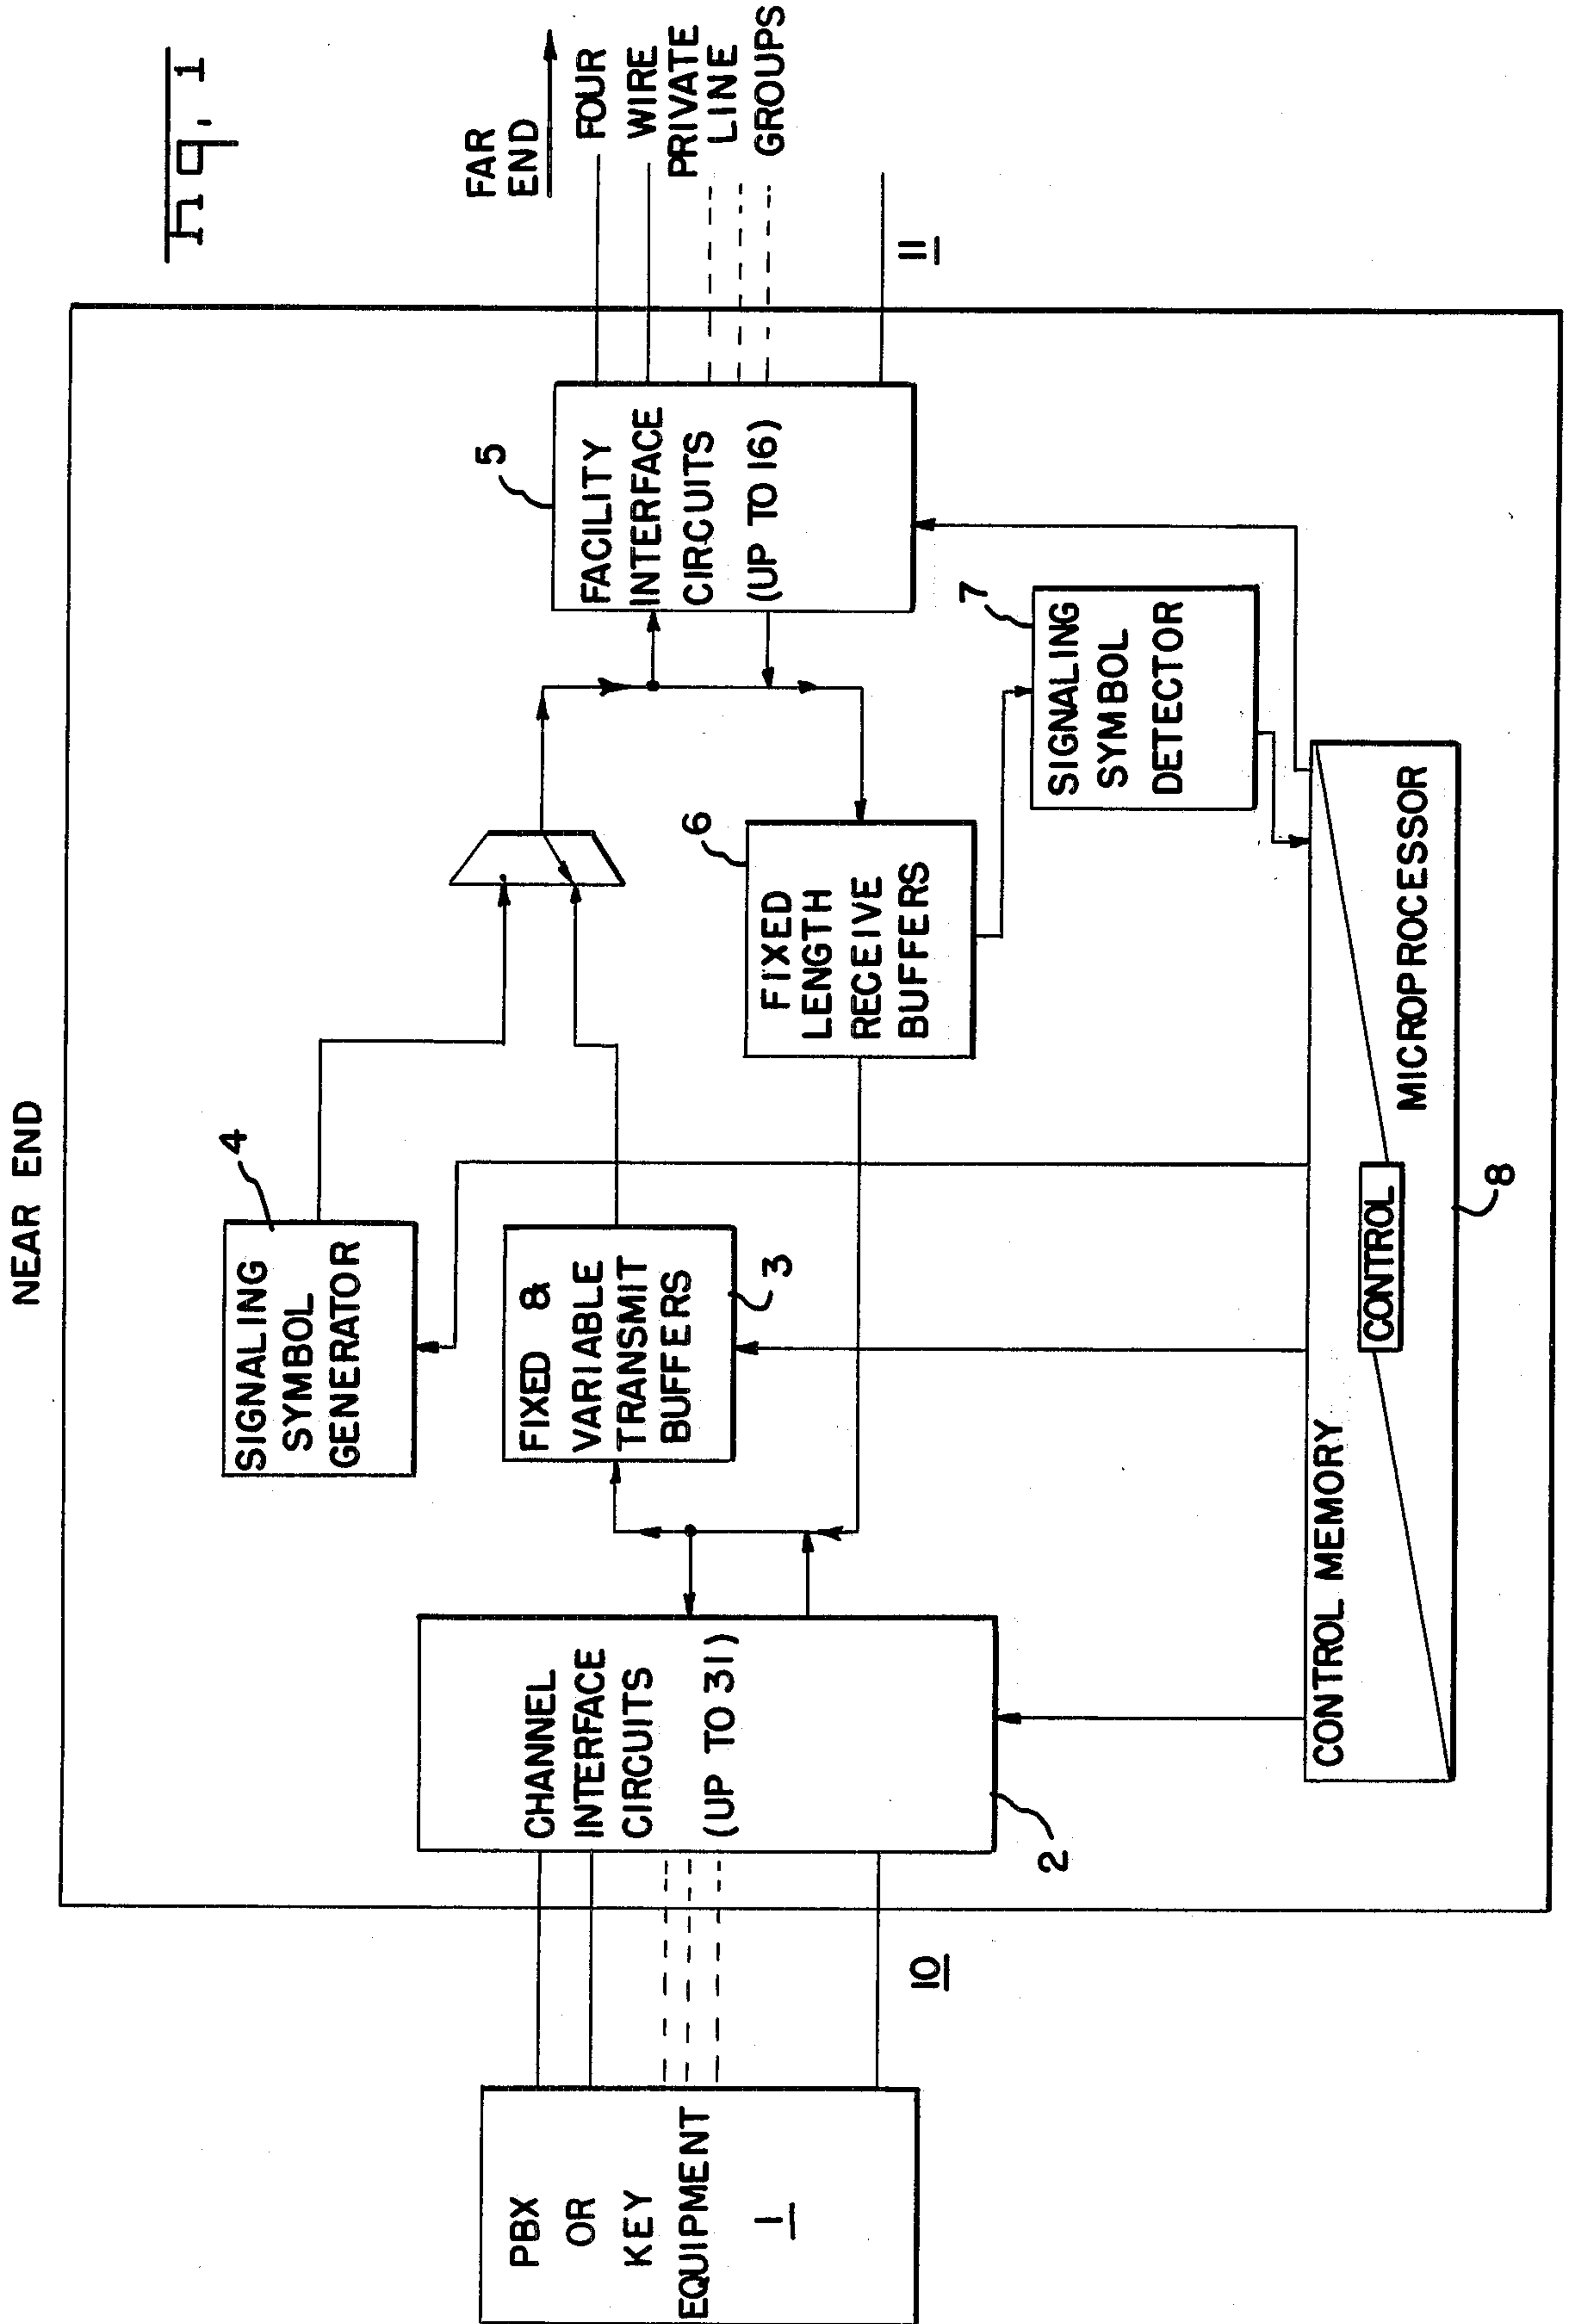 NEAR END
Fig. 1
FAR
END
FOUR
WIRE
PRIVATE
LINE
GROUPS
11
PBX
OR
KEY
EQUIPMENT
1
10
CHANNEL
INTERFACE
CIRCUITS
(UP TO 31)
2
SIGNALING
SYMBOL
GENERATOR
4
FIXED &
VARIABLE
TRANSMIT
BUFFERS
3
FIXED
LENGTH
RECEIVE
BUFFERS
6
FACILITY
INTERFACE
CIRCUITS
(UP TO 16)
5
SIGNALING
SYMBOL
DETECTOR
7
CONTROL MEMORY
CONTROL
MICROPROCESSOR
8